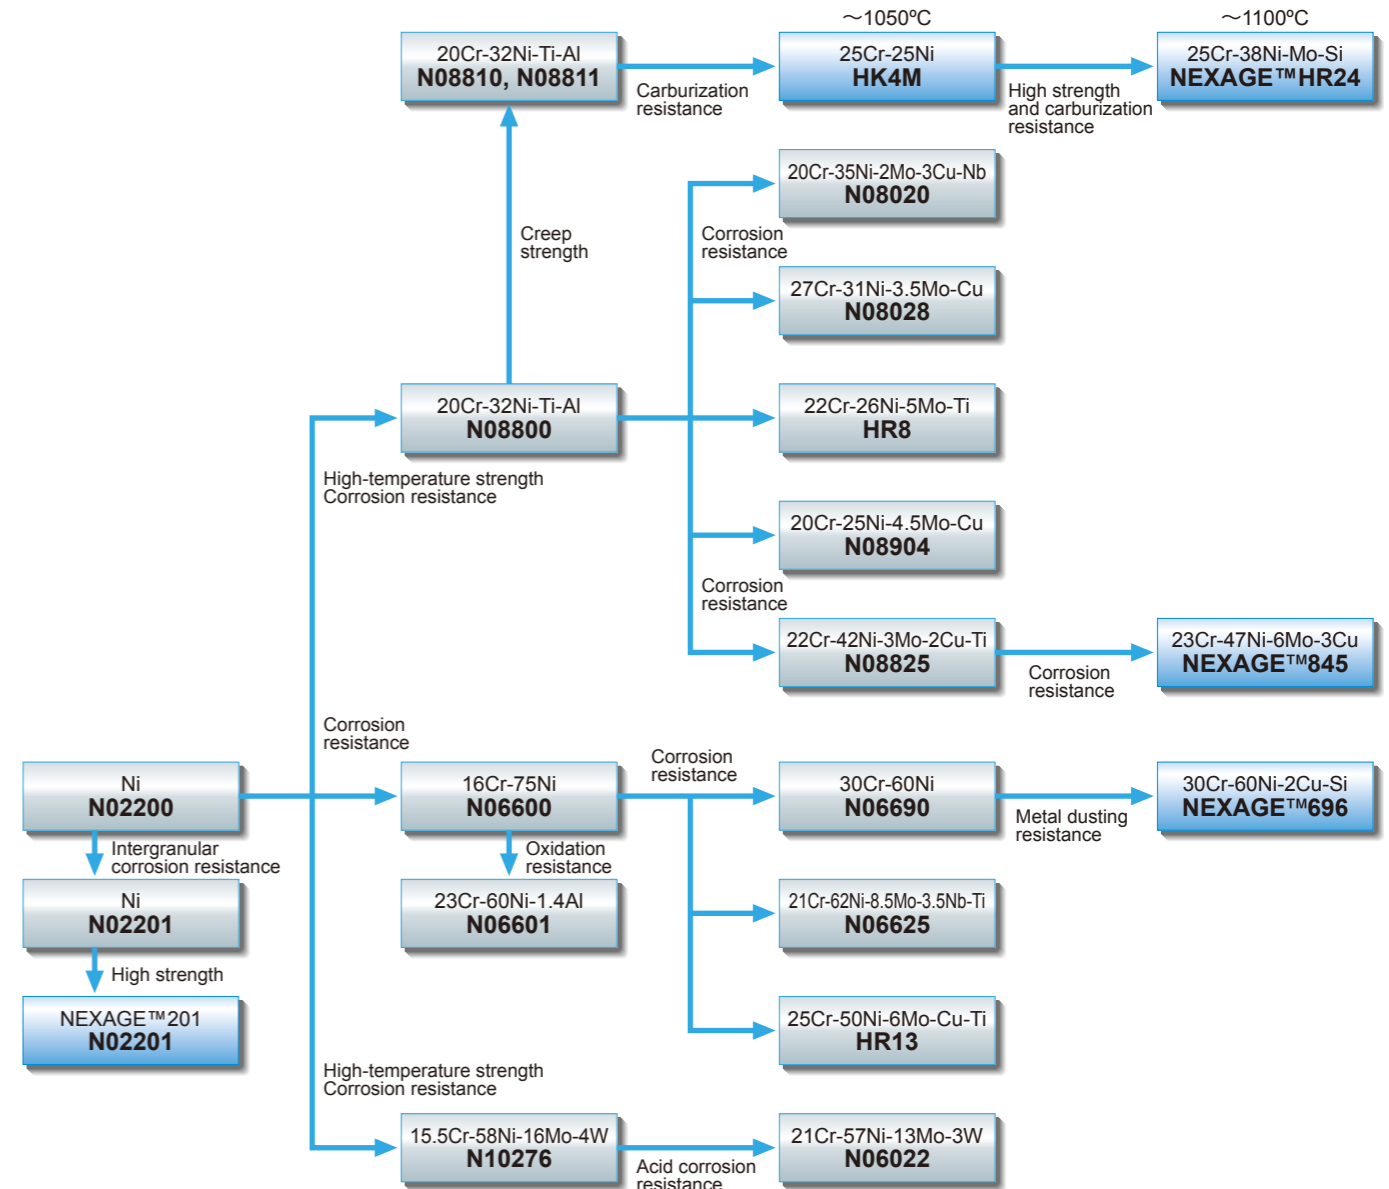 ～1050ºC
～1100ºC
20Cr-32Ni-Ti-Al
N08810, N08811
Carburization
resistance
25Cr-25Ni
HK4M
High strength
and carburization
resistance
25Cr-38Ni-Mo-Si
NEXAGE™HR24
Creep
strength
20Cr-35Ni-2Mo-3Cu-Nb
N08020
Corrosion
resistance
27Cr-31Ni-3.5Mo-Cu
N08028
20Cr-32Ni-Ti-Al
N08800
22Cr-26Ni-5Mo-Ti
HR8
High-temperature strength
Corrosion resistance
20Cr-25Ni-4.5Mo-Cu
N08904
Corrosion
resistance
22Cr-42Ni-3Mo-2Cu-Ti
N08825
Corrosion
resistance
23Cr-47Ni-6Mo-3Cu
NEXAGE™845
Corrosion
resistance
Ni
N02200
16Cr-75Ni
N06600
Corrosion
resistance
30Cr-60Ni
N06690
Metal dusting
resistance
30Cr-60Ni-2Cu-Si
NEXAGE™696
Intergranular
corrosion resistance
Oxidation
resistance
Ni
N02201
23Cr-60Ni-1.4Al
N06601
21Cr-62Ni-8.5Mo-3.5Nb-Ti
N06625
High strength
NEXAGE™201
N02201
25Cr-50Ni-6Mo-Cu-Ti
HR13
High-temperature strength
Corrosion resistance
15.5Cr-58Ni-16Mo-4W
N10276
Acid corrosion
resistance
21Cr-57Ni-13Mo-3W
N06022